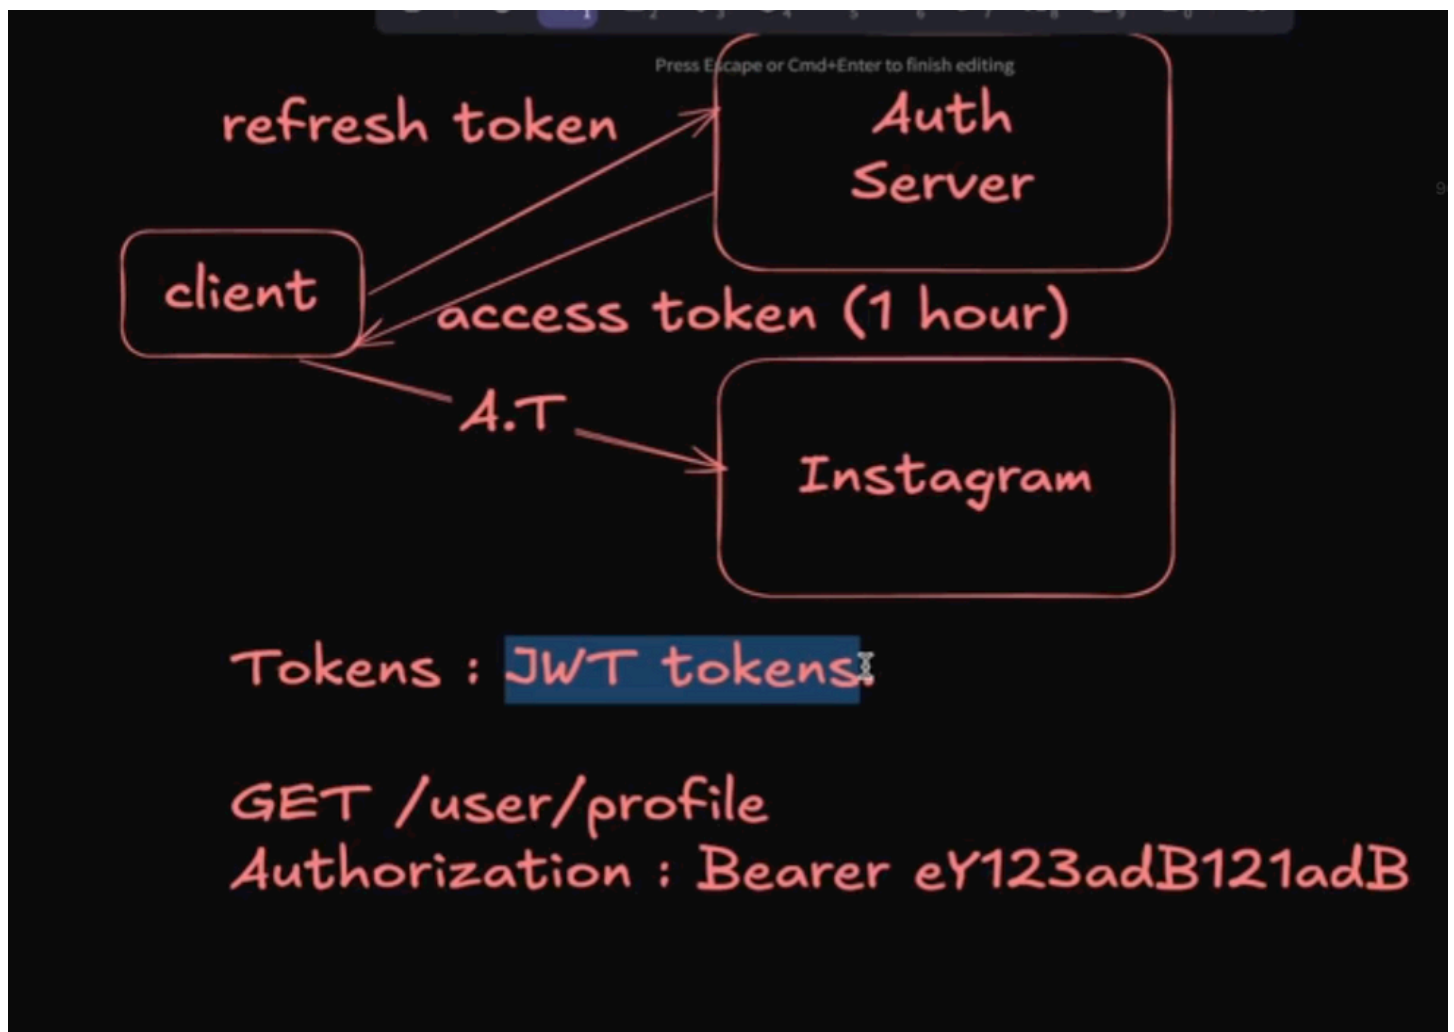 Press Escape or Cmd+Enter to finish editing
refresh token
Auth
Server
client
access token (1 hour)
A.T
Instagram
Tokens : JWT tokens.
GET /user/profile
Authorization : Bearer eY123adB121adB